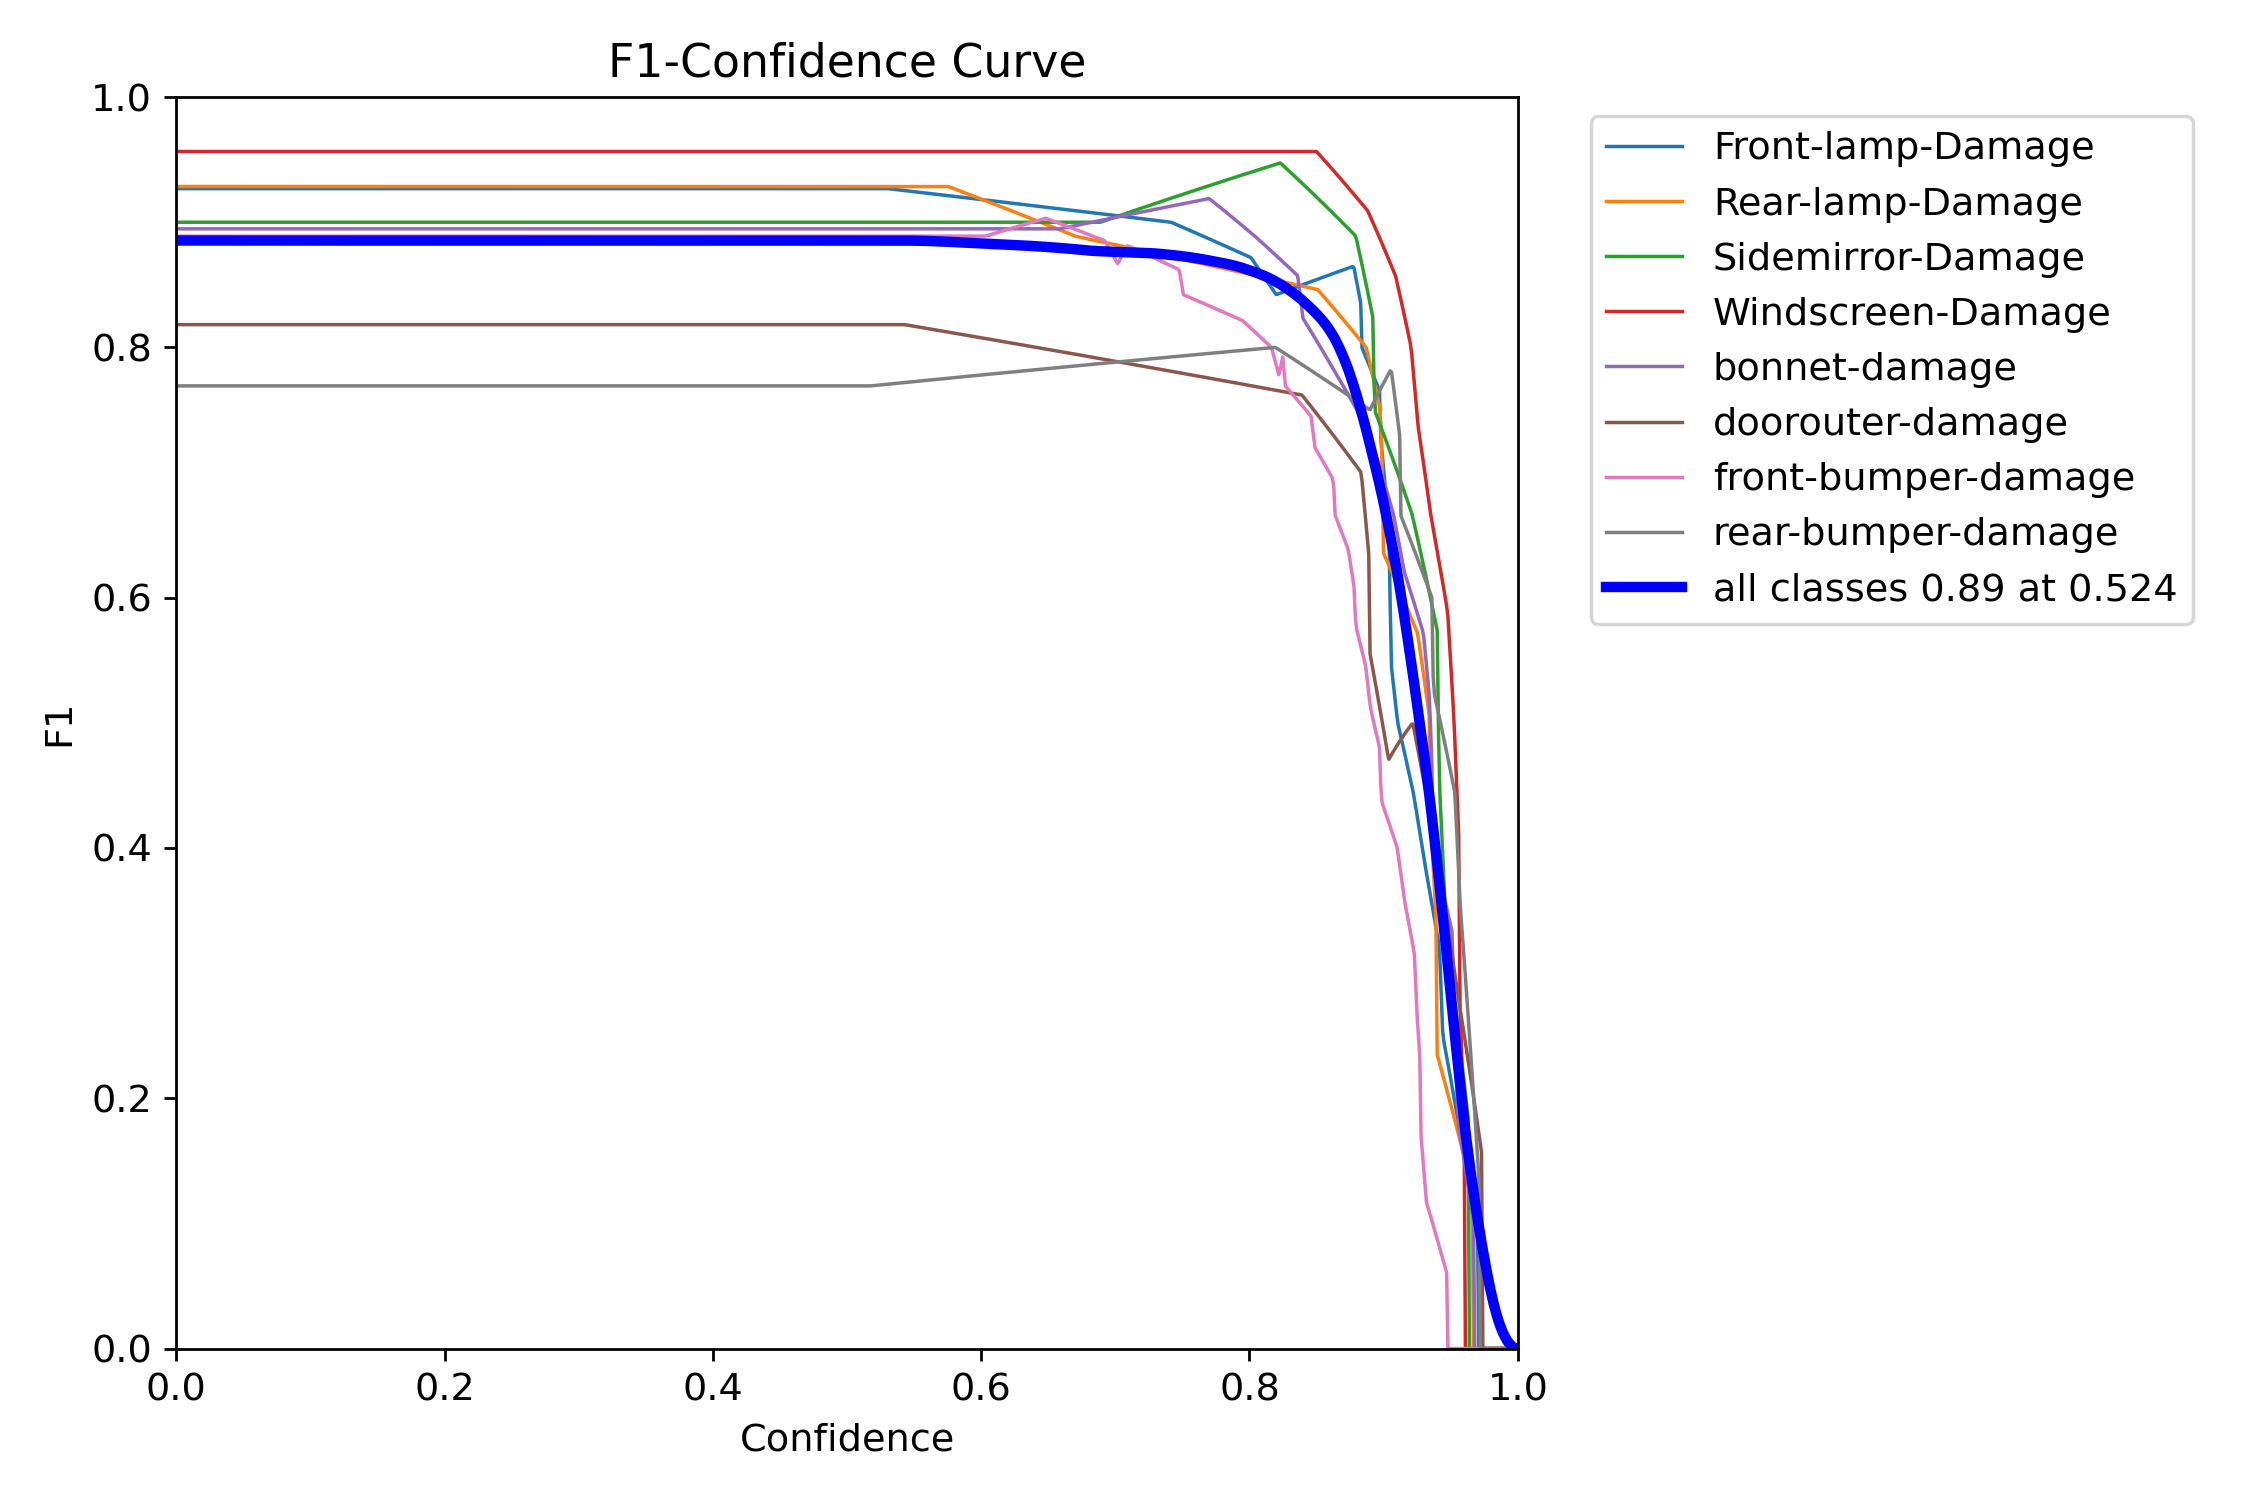 F1-Confidence Curve
1.0
0.8
0.6
0.4
0.2
0.0
F1
0.0 0.2 0.4 0.6 0.8 1.0
Confidence
Front-lamp-Damage
Rear-lamp-Damage
Sidemirror-Damage
Windscreen-Damage
bonnet-damage
doorouter-damage
front-bumper-damage
rear-bumper-damage
all classes 0.89 at 0.524